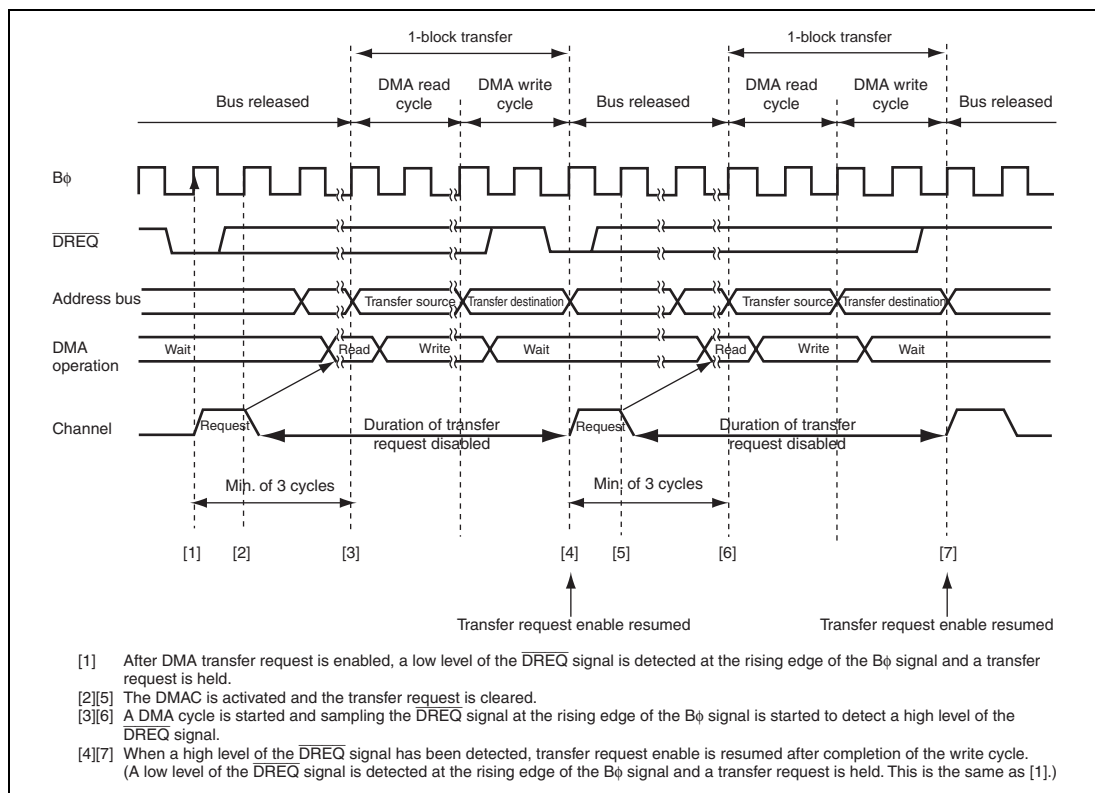 1-block transfer 1-block transfer
Bus released DMA read cycle DMA write cycle Bus released DMA read cycle DMA write cycle Bus released
Bϕ
DREQ
Address bus Transfer source Transfer destination Transfer source Transfer destination
DMA operation Wait Read Write Wait Read Write Wait
Channel Request Duration of transfer request disabled Request Duration of transfer request disabled
Min. of 3 cycles Min. of 3 cycles
[1] [2] [3] [4] [5] [6] [7]
Transfer request enable resumed Transfer request enable resumed
[1] After DMA transfer request is enabled, a low level of the DREQ signal is detected at the rising edge of the Bϕ signal and a transfer
request is held.
[2][5] The DMAC is activated and the transfer request is cleared.
[3][6] A DMA cycle is started and sampling the DREQ signal at the rising edge of the Bϕ signal is started to detect a high level of the
DREQ signal.
[4][7] When a high level of the DREQ signal has been detected, transfer request enable is resumed after completion of the write cycle.
(A low level of the DREQ signal is detected at the rising edge of the Bϕ signal and a transfer request is held. This is the same as [1].)